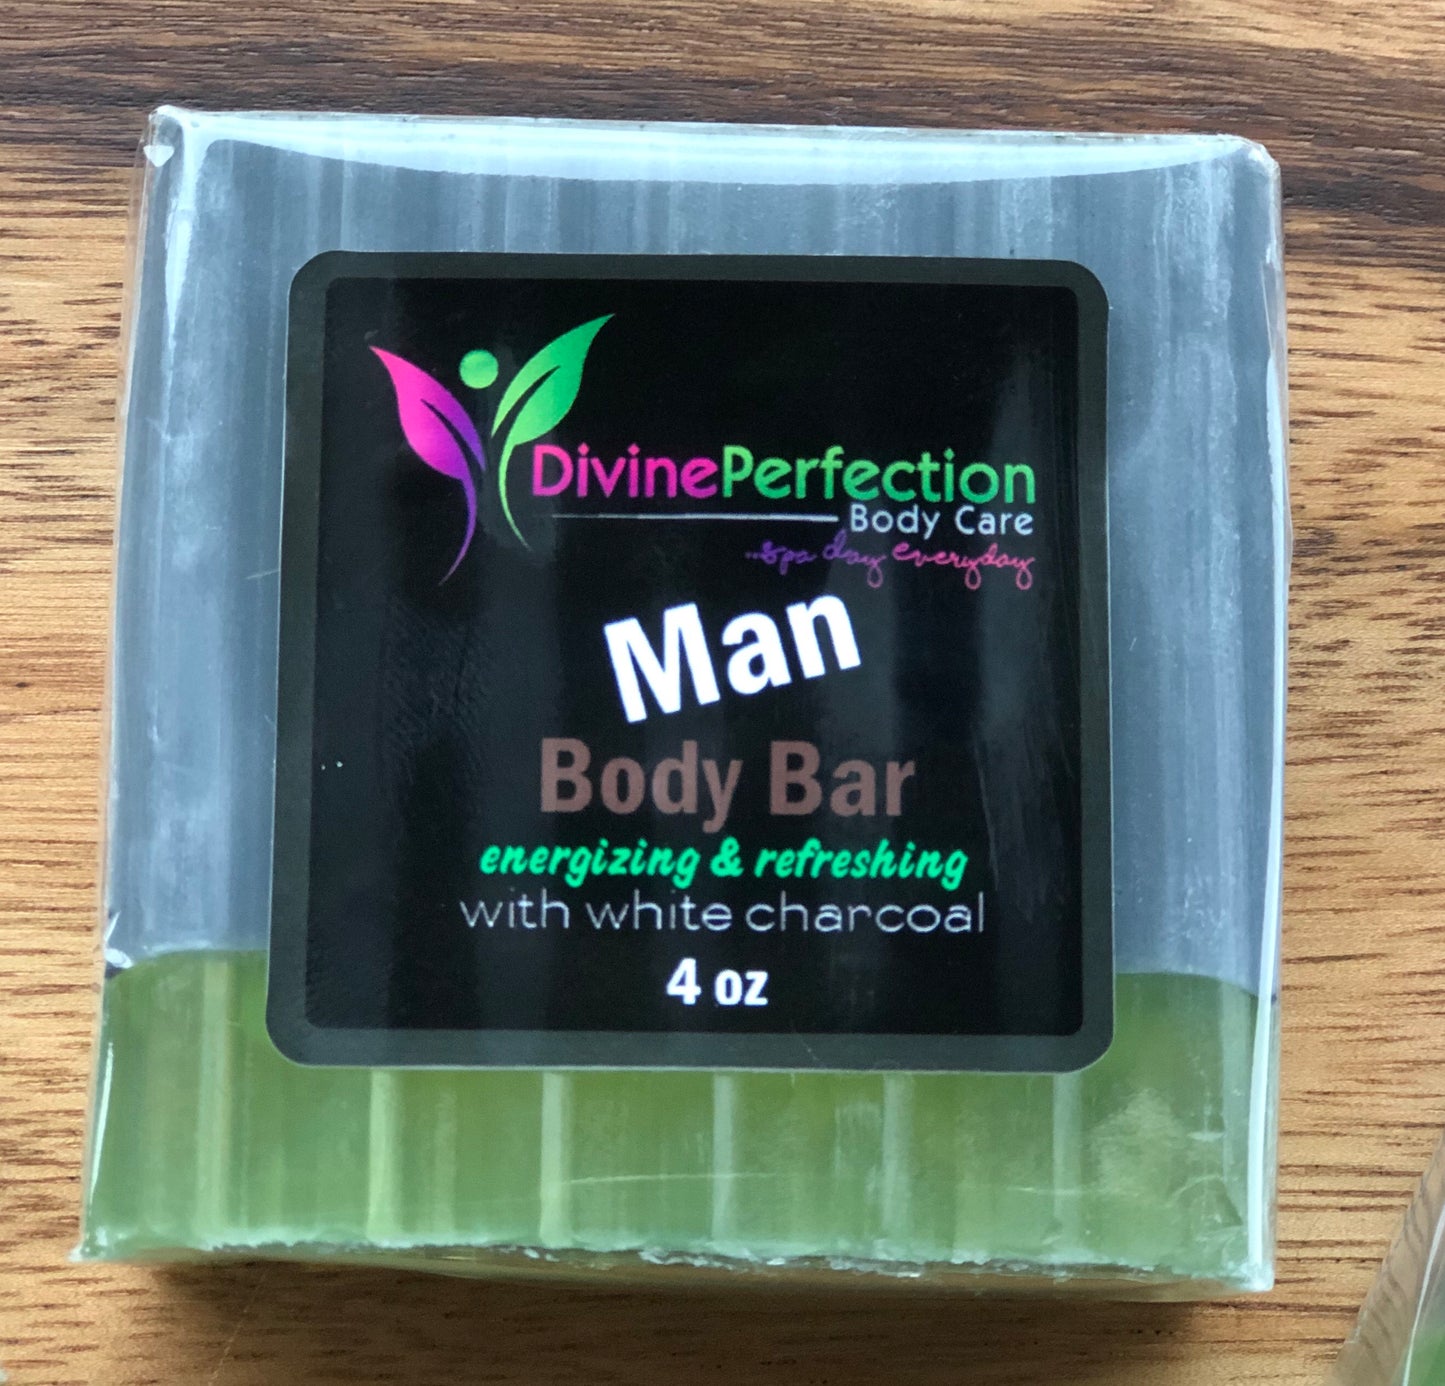 DivinePerfection
Body Care
...spa day everyday
Man
Body Bar
energizing & refreshing
with white charcoal
4 oz